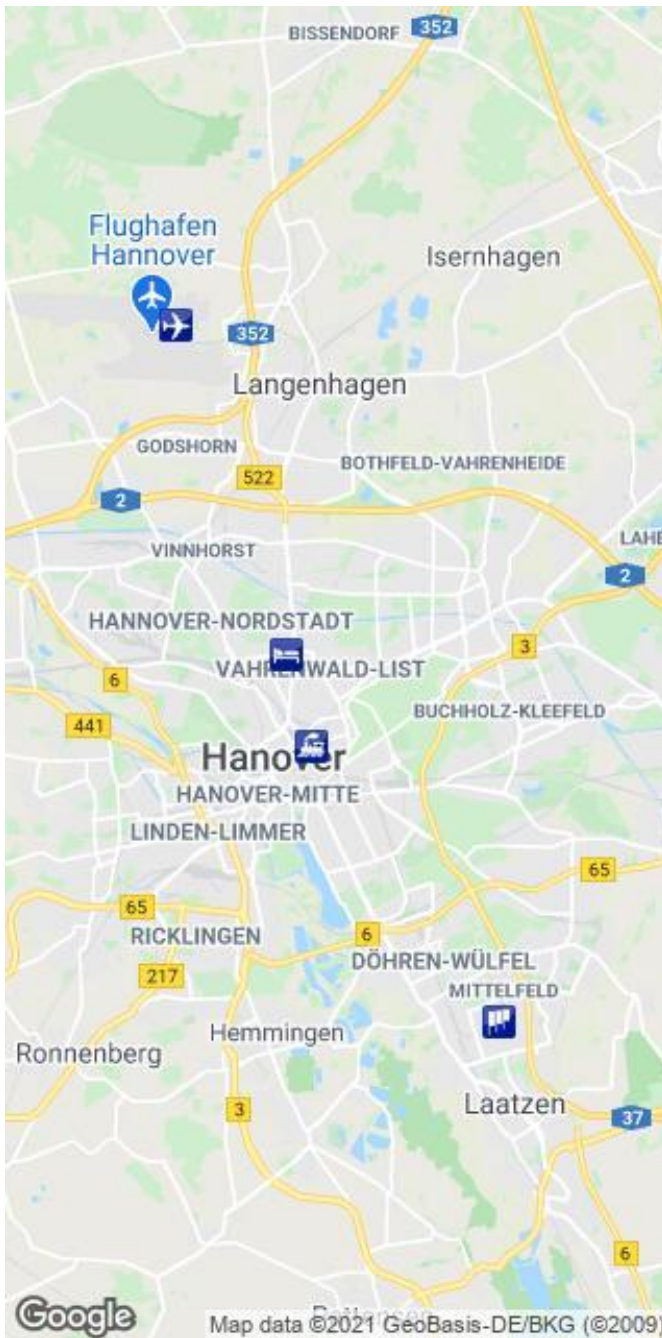 BISSENDORF
352
Flughafen
Hannover
Isernhagen
352
Langenhagen
GODSHORN
BOTHFELD-VAHRENHEIDE
522
2
LAHE
VINNHORST
2
HANNOVER-NORDSTADT
3
VAHRENWALD-LIST
6
BUCHHOLZ-KLEEFELD
441
Hanover
HANOVER-MITTE
LINDEN-LIMMER
65
65
RICKLINGEN
6
DÖHREN-WÜLFEL
217
MITTELFELD
Hemmingen
Ronnenberg
Laatzen
3
37
6
Google
Map data ©2021 GeoBasis-DE/BKG (©2009)